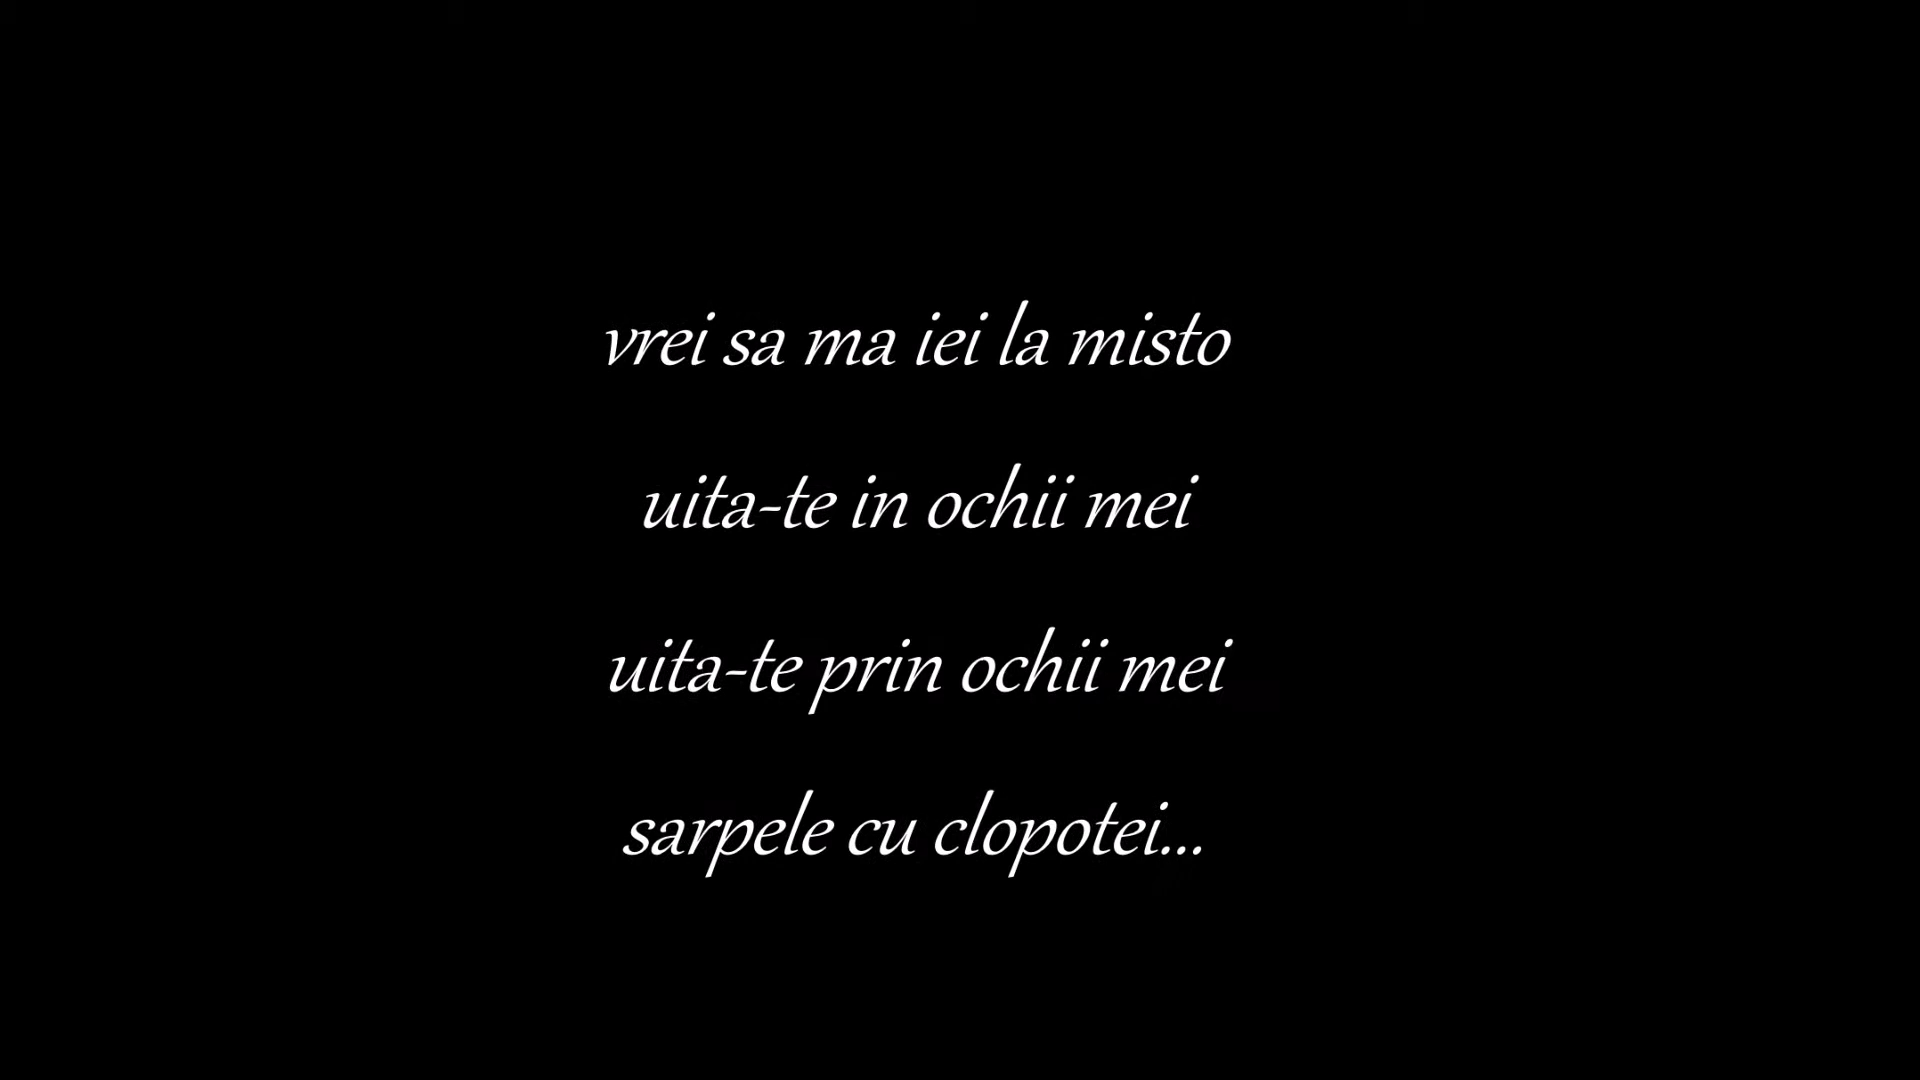 vrei sa ma iei la misto
uita-te in ochii mei
uita-te prin ochii mei
sarpele cu clopotei...